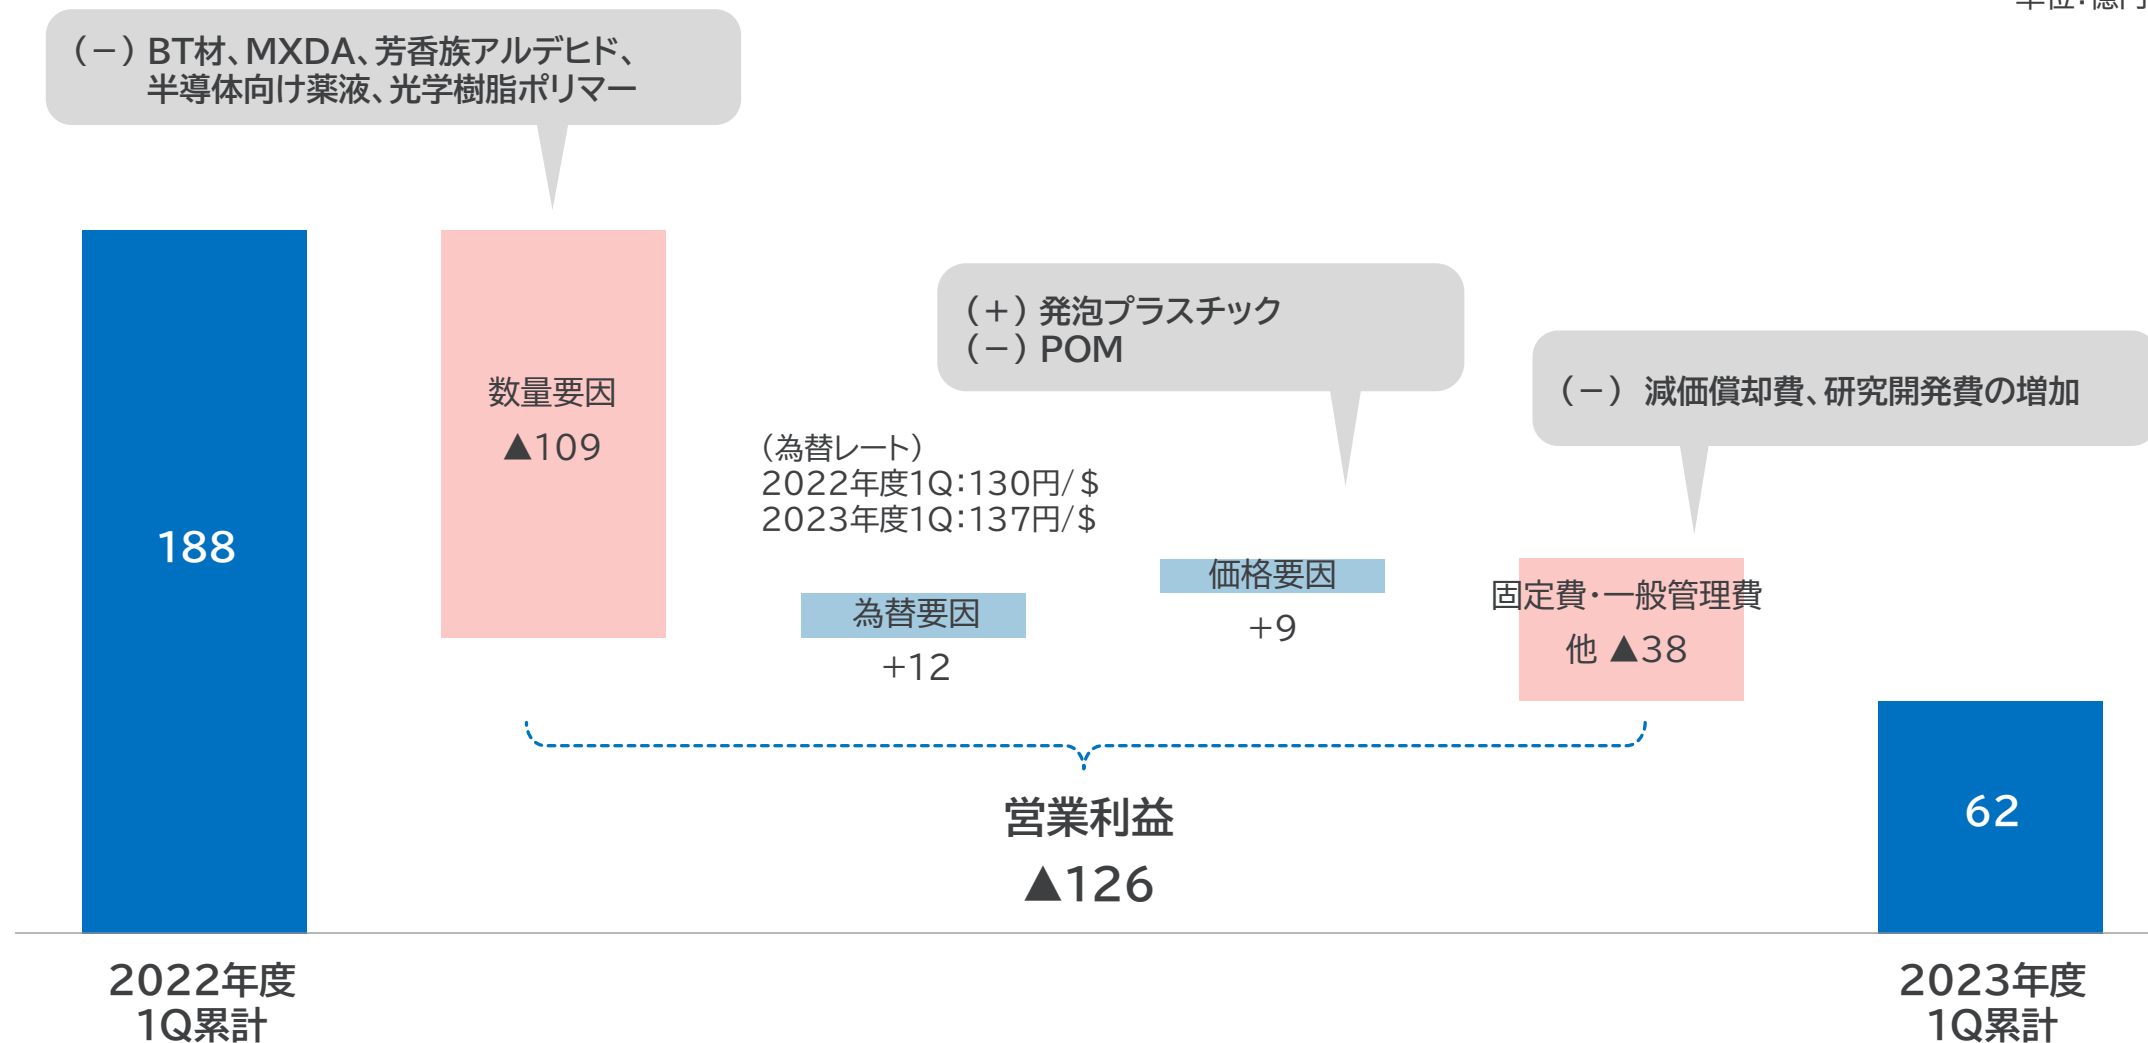 単位：億円
（－）BT材、MXDA、芳香族アルデヒド、
半導体向け薬液、光学樹脂ポリマー
188
数量要因
▲109
（為替レート）
2022年度1Q：130円/＄
2023年度1Q：137円/＄
為替要因
＋12
（＋）発泡プラスチック
（－）POM
価格要因
＋9
（－） 減価償却費、研究開発費の増加
固定費・一般管理費
他 ▲38
営業利益
▲126
62
2022年度
1Q累計
2023年度
1Q累計